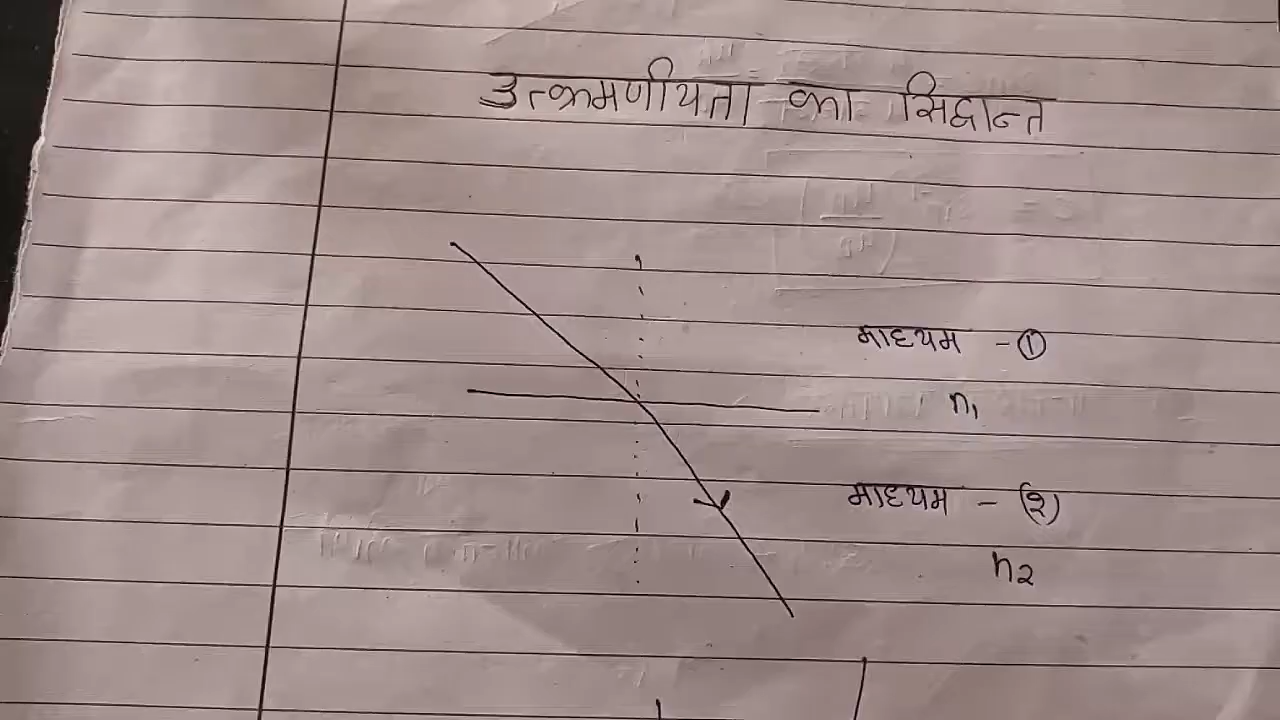 उत्क्रमणीयता का सिद्धान्त
माध्यम - ①
n₁
माध्यम - (२)
n₂